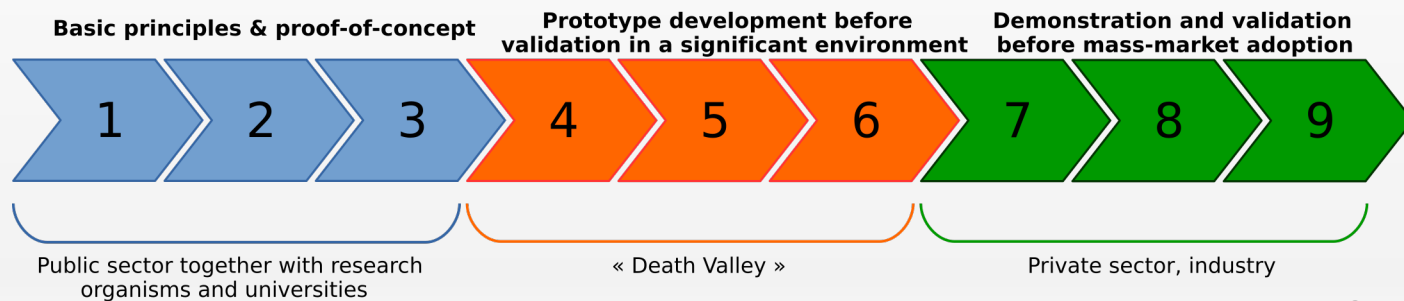 Basic principles & proof-of-concept
Prototype development before
validation in a significant environment
Demonstration and validation
before mass-market adoption
1 2 3 4 5 6 7 8 9
Public sector together with research
organisms and universities
« Death Valley »
Private sector, industry